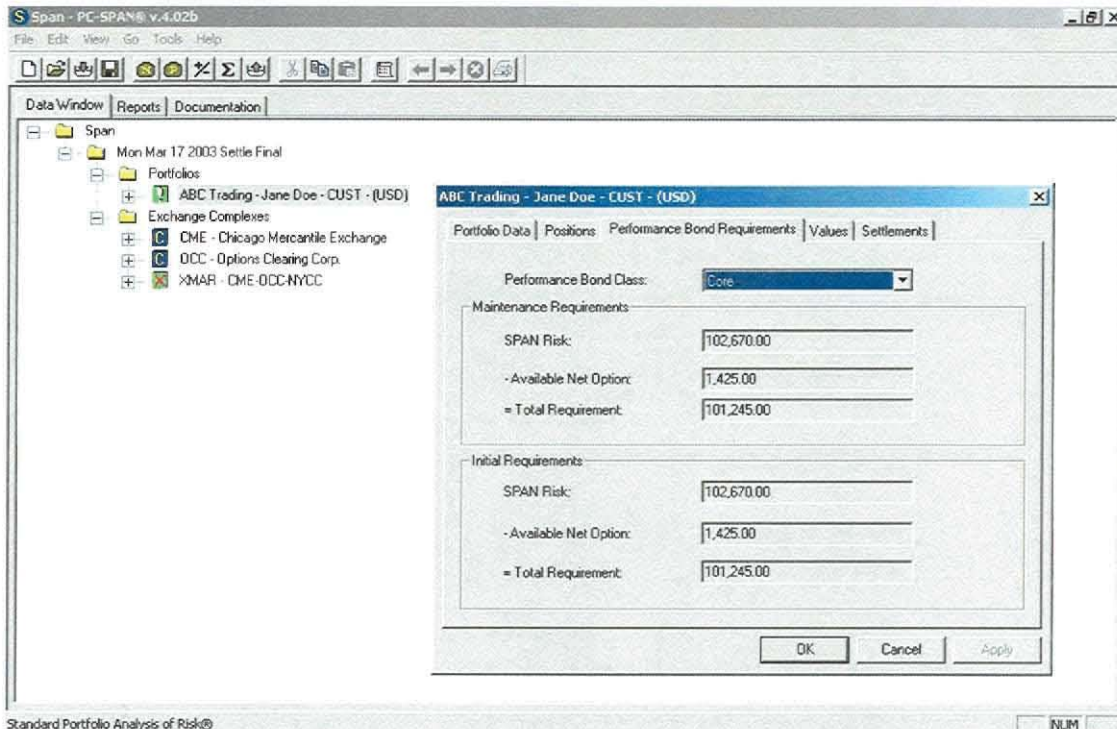 Span - PC-SPAN® v.4.02b
File Edit View Go Tools Help
Data Window Reports Documentation
Span
Mon Mar 17 2003 Settle Final
Portfolios
ABC Trading - Jane Doe - CUST - (USD)
Exchange Complexes
CME - Chicago Mercantile Exchange
OCC - Options Clearing Corp.
XMAR - CME-OCC-NYCC
ABC Trading - Jane Doe - CUST - (USD)
Portfolio Data Positions Performance Bond Requirements Values Settlements
Performance Bond Class: Core
Maintenance Requirements
SPAN Risk: 102,670.00
- Available Net Option: 1,425.00
= Total Requirement: 101,245.00
Initial Requirements
SPAN Risk: 102,670.00
- Available Net Option: 1,425.00
= Total Requirement: 101,245.00
OK Cancel Apply
Standard Portfolio Analysis of Risk®
NUM